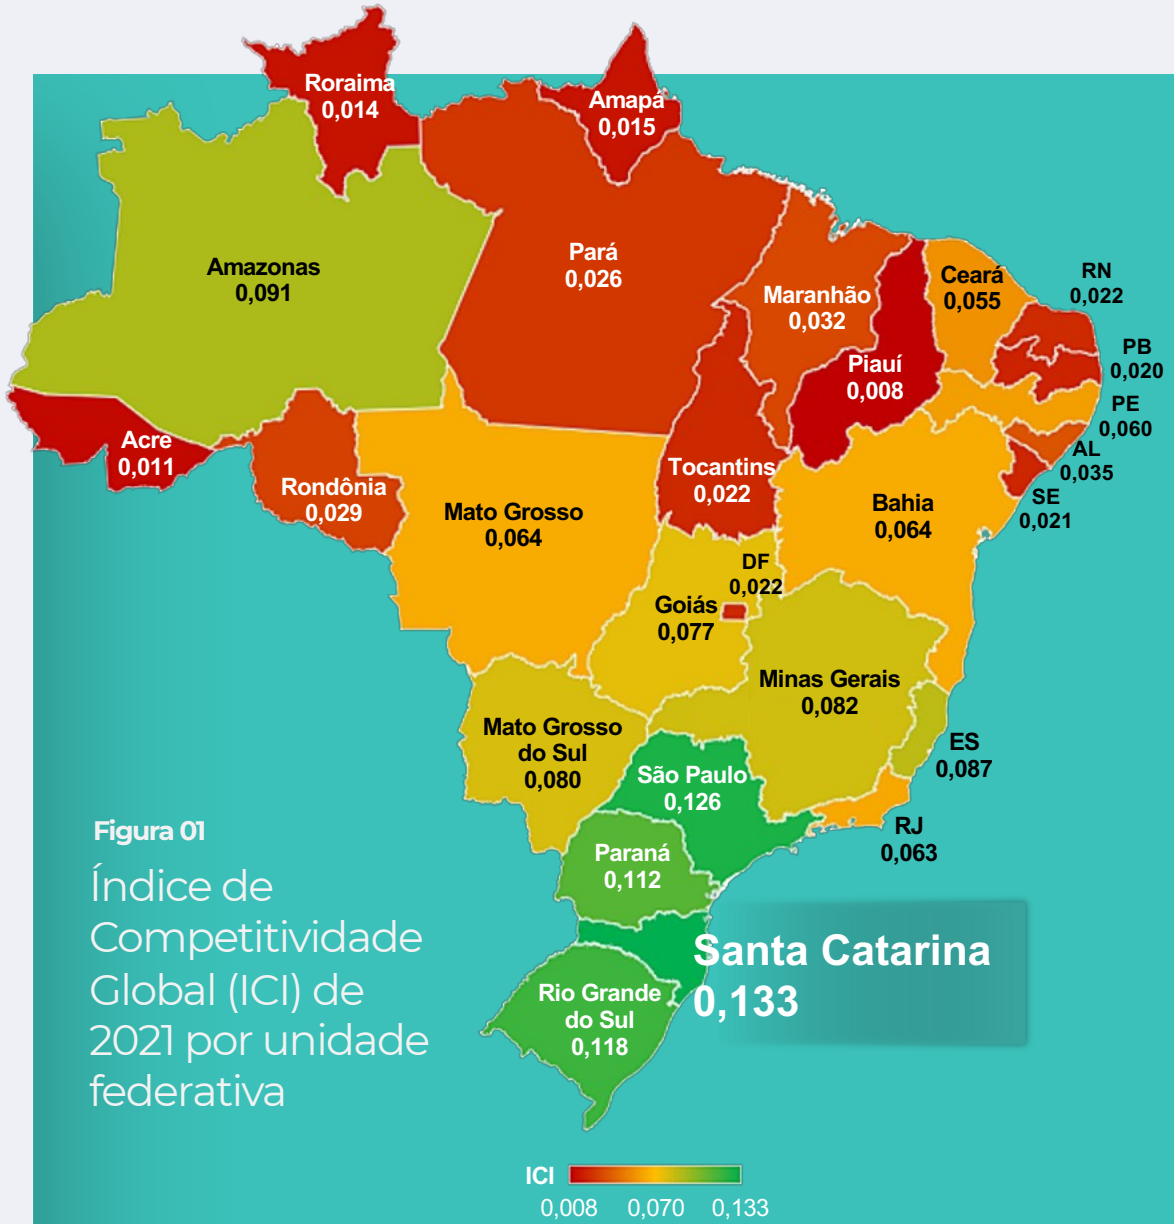 Roraima
0,014
Amapá
0,015
Amazonas
0,091
Pará
0,026
Maranhão
0,032
Ceará
0,055
RN
0,022
Piauí
0,008
PB
0,020
PE
0,060
Acre
0,011
AL
0,035
Rondônia
0,029
Tocantins
0,022
SE
0,021
Mato Grosso
0,064
Bahia
0,064
DF
0,022
Goiás
0,077
Minas Gerais
0,082
Mato Grosso
do Sul
0,080
ES
0,087
São Paulo
0,126
RJ
0,063
Paraná
0,112
Santa Catarina
0,133
Rio Grande
do Sul
0,118
Figura 01
Índice de
Competitividade
Global (ICI) de
2021 por unidade
federativa
ICI
0,008 0,070 0,133